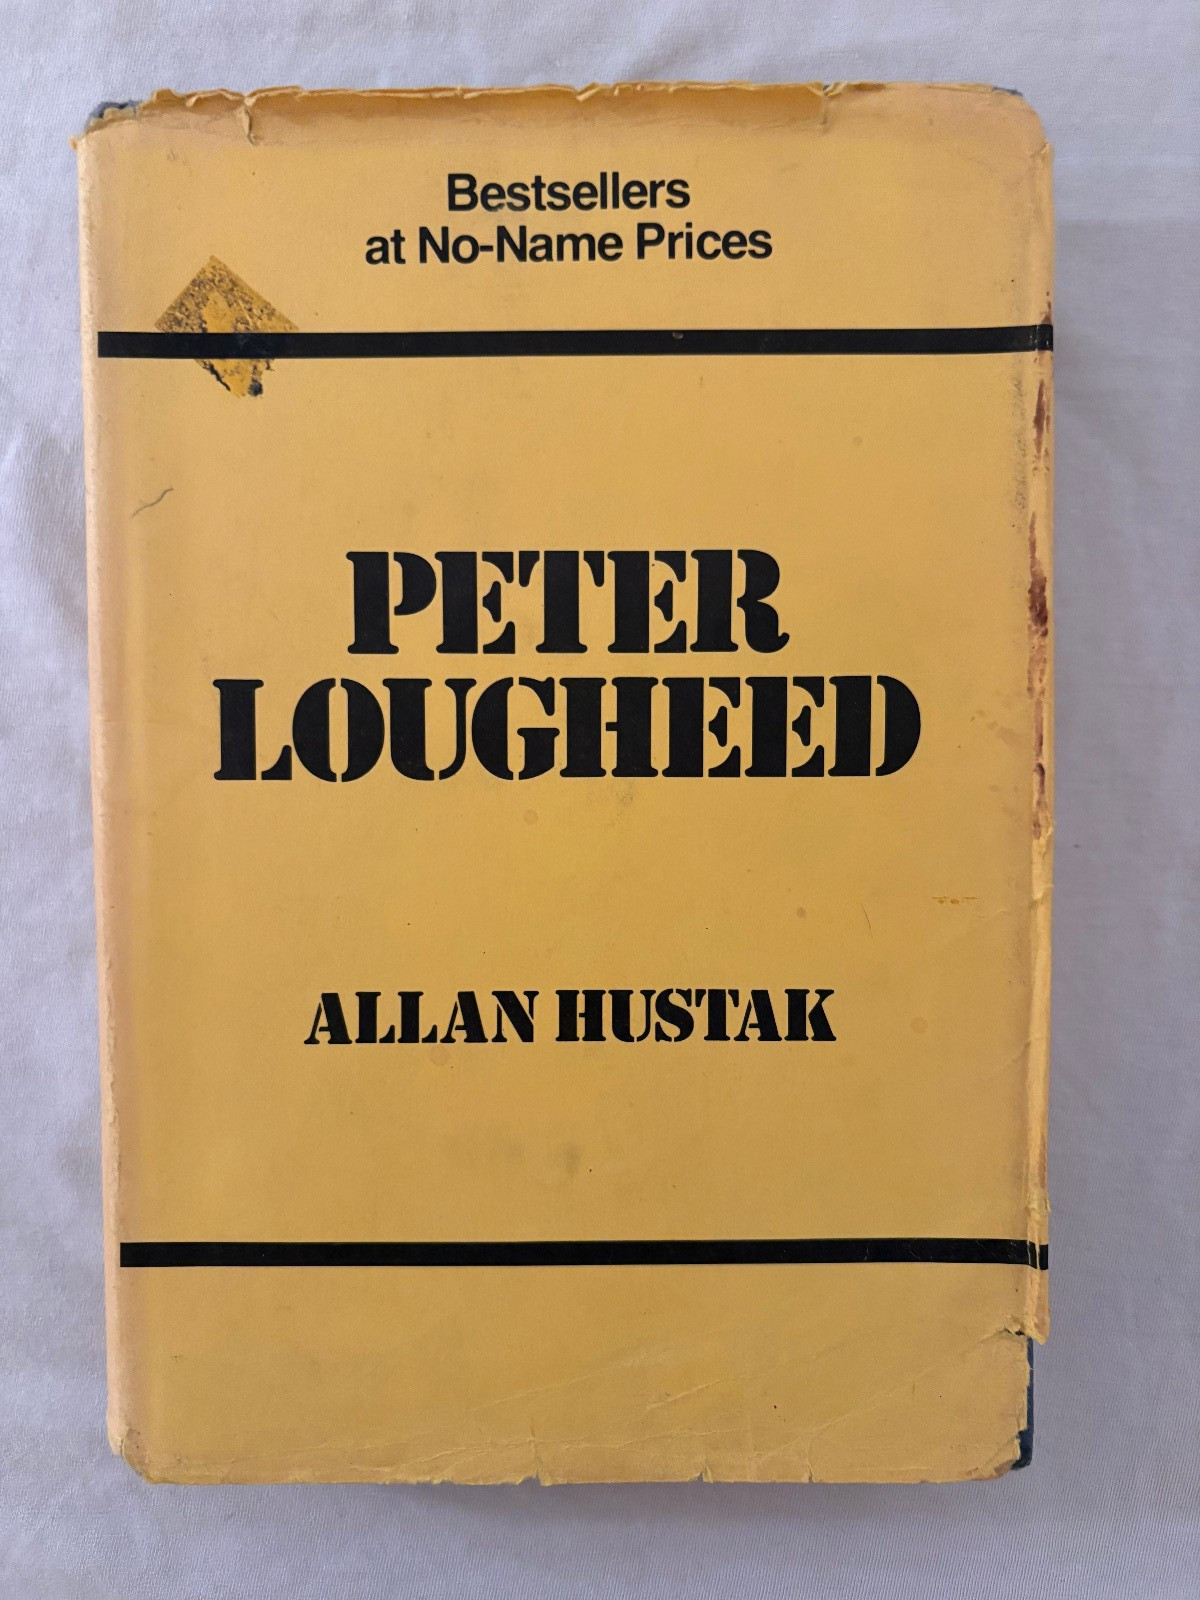 Bestsellers
at No-Name Prices
PETER
LOUGHEED
ALLAN HUSTAK